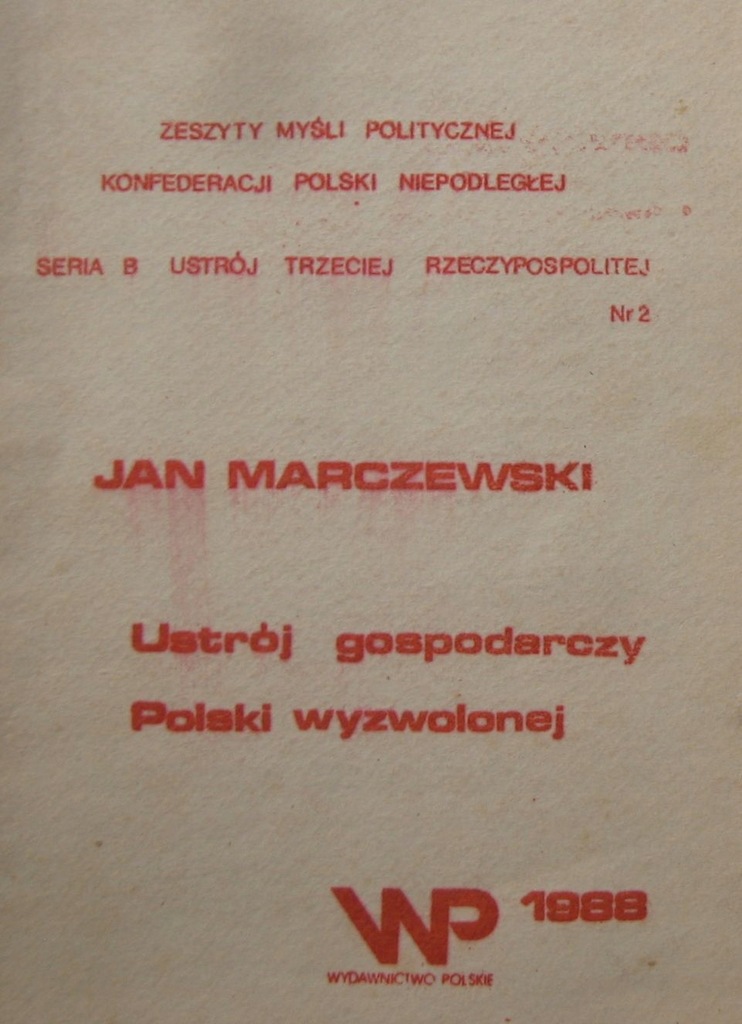 ZESZYTY MYŚLI POLITYCZNEJ
KONFEDERACJI POLSKI NIEPODLEGŁEJ
SERIA B USTRÓJ TRZECIEJ RZECZYPOSPOLITEJ
Nr 2
JAN MARCZEWSKI
Ustrój gospodarczy
Polski wyzwolonej
WP 1988
WYDAWNICTWO POLSKIE